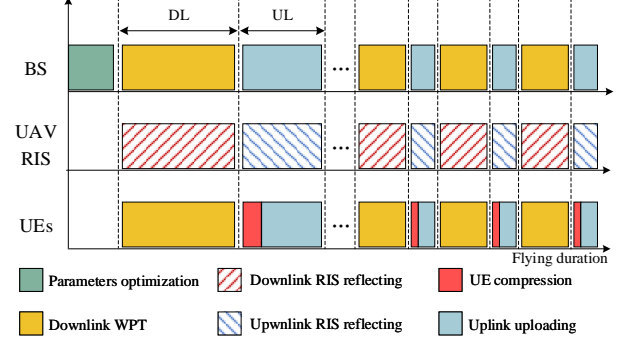 DL
UL
BS
...
UAV
RIS
...
UEs
...
Flying duration
Parameters optimization
Downlink RIS reflecting
UE compression
Downlink WPT
Upwnlink RIS reflecting
Uplink uploading